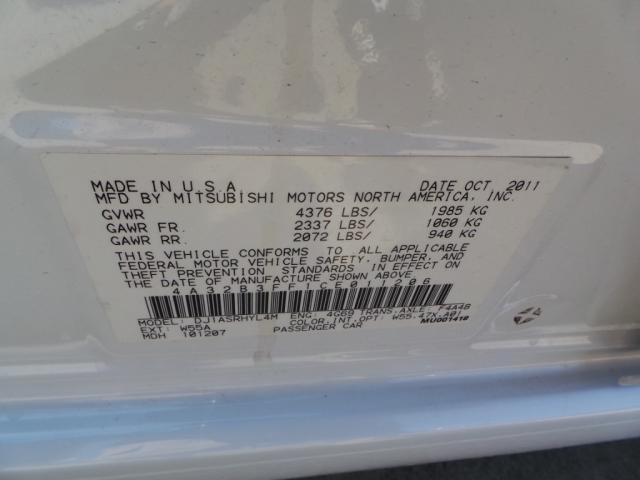 MADE IN U.S.A. DATE OCT 2011
MFD BY MITSUBISHI MOTORS NORTH AMERICA, INC.
GVWR 4376 LBS/ 1985 KG
GAWR FR. 2337 LBS/ 1060 KG
GAWR RR. 2072 LBS/ 940 KG
THIS VEHICLE CONFORMS TO ALL APPLICABLE
FEDERAL MOTOR VEHICLE SAFETY, BUMPER, AND
THEFT PREVENTION STANDARDS IN EFFECT ON
THE DATE OF MANUFACTURE SHOWN ABOVE.
4A32B3FF1CE011206
MODEL: DJ1ASRHYL4M ENG: 4G69 TRANS.AXLE: F4A4B
EXT: W55A COLOR.INT.OPT: W55.47X.A01
MDH 101207 PASSENGER CAR MU001410